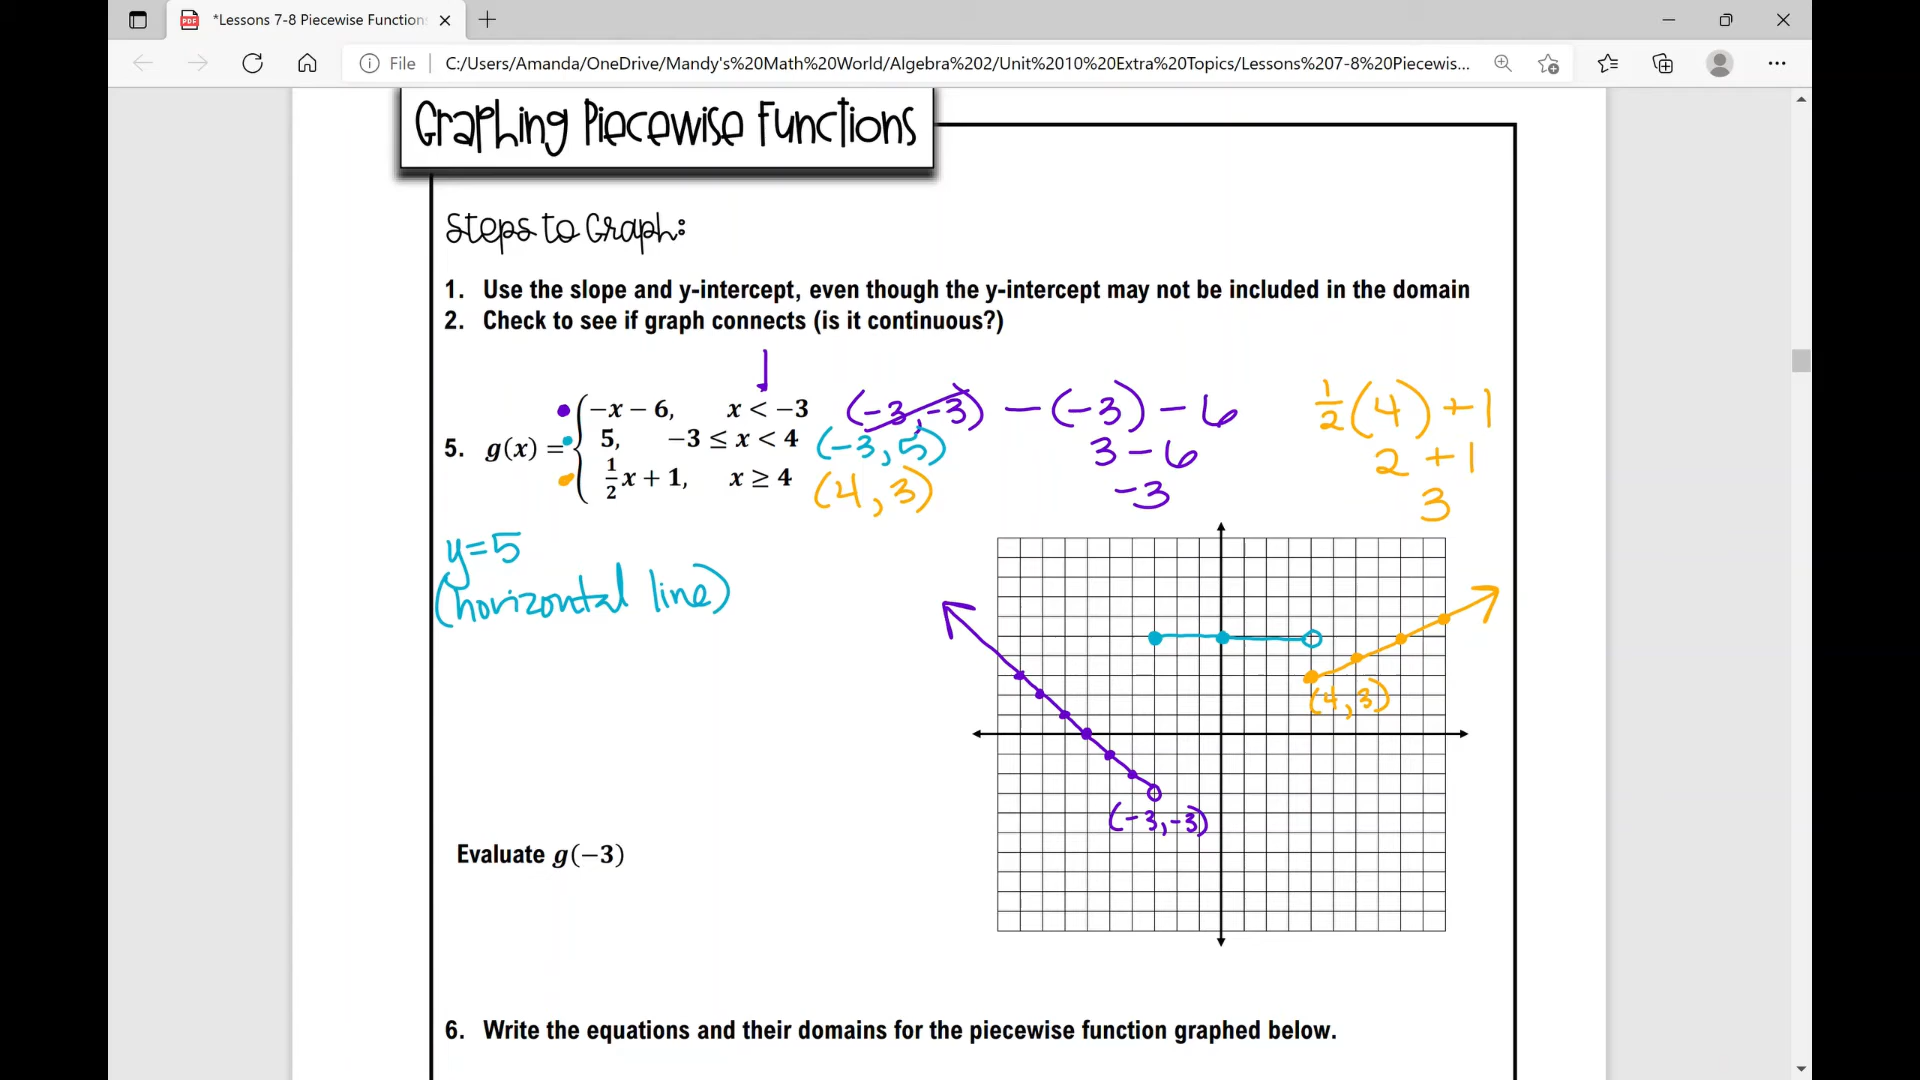 *Lessons 7-8 Piecewise Function
File
C:/Users/Amanda/OneDrive/Mandy's%20Math%20World/Algebra%202/Unit%2010%20Extra%20Topics/Lessons%207-8%20Piecewis...
Graphing Piecewise Functions
Steps to Graph:
1. Use the slope and y-intercept, even though the y-intercept may not be included in the domain
2. Check to see if graph connects (is it continuous?)
5. g(x) = { −x − 6, x < −3
5, −3 ≤ x < 4
1/2 x + 1, x ≥ 4
(-3,-3)
(-3,5)
(4,3)
-(-3)-6
3-6
-3
1/2(4)+1
2+1
3
y=5
(horizontal line)
(4,3)
(-3,-3)
Evaluate g(−3)
6. Write the equations and their domains for the piecewise function graphed below.